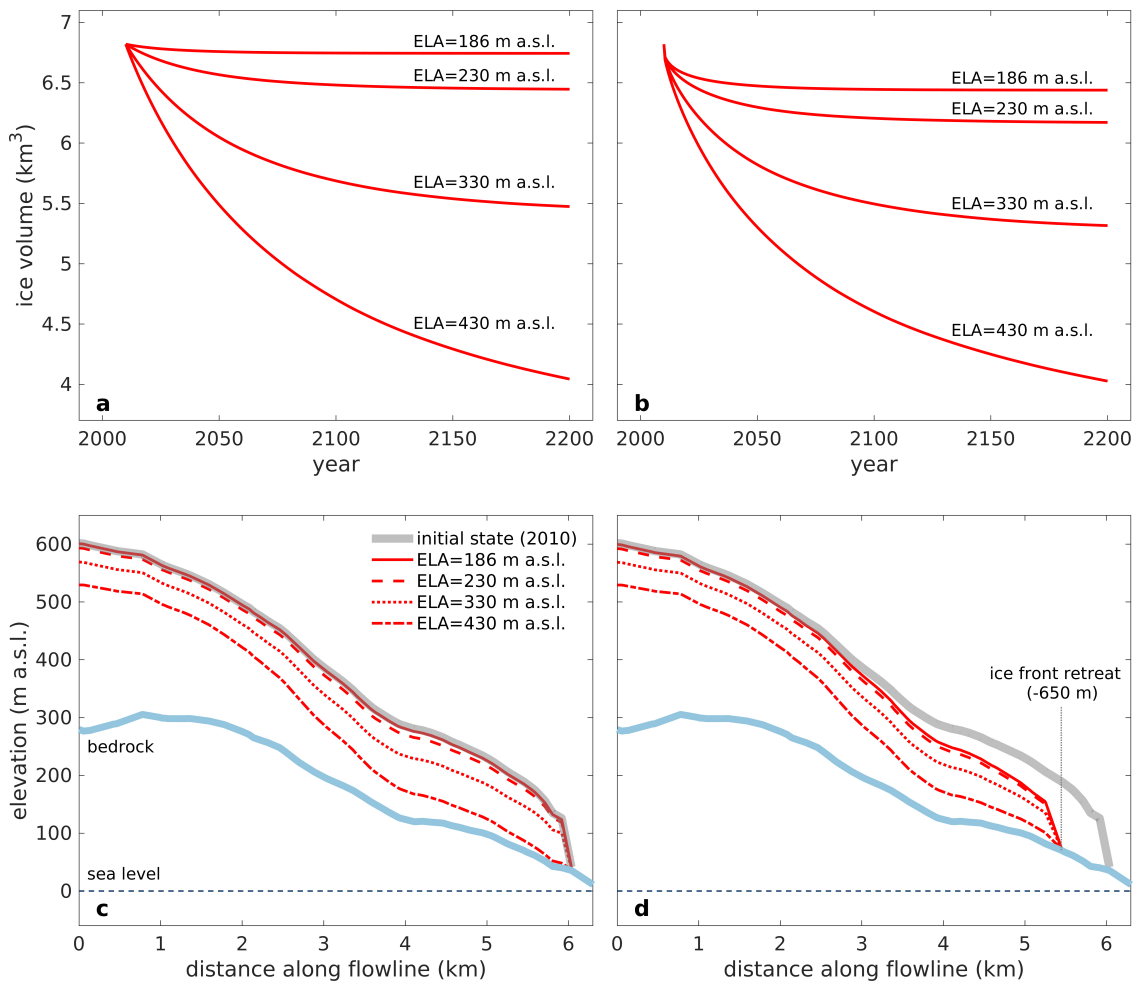 7
6.5
6
5.5
5
4.5
4
ice volume (km³)
ELA=186 m a.s.l.
ELA=230 m a.s.l.
ELA=330 m a.s.l.
ELA=430 m a.s.l.
a
2000 2050 2100 2150 2200
year
ELA=186 m a.s.l.
ELA=230 m a.s.l.
ELA=330 m a.s.l.
ELA=430 m a.s.l.
b
2000 2050 2100 2150 2200
year
600
500
400
300
200
100
0
elevation (m a.s.l.)
initial state (2010)
ELA=186 m a.s.l.
ELA=230 m a.s.l.
ELA=330 m a.s.l.
ELA=430 m a.s.l.
bedrock
sea level
c
0 1 2 3 4 5 6
distance along flowline (km)
ice front retreat
(-650 m)
d
0 1 2 3 4 5 6
distance along flowline (km)